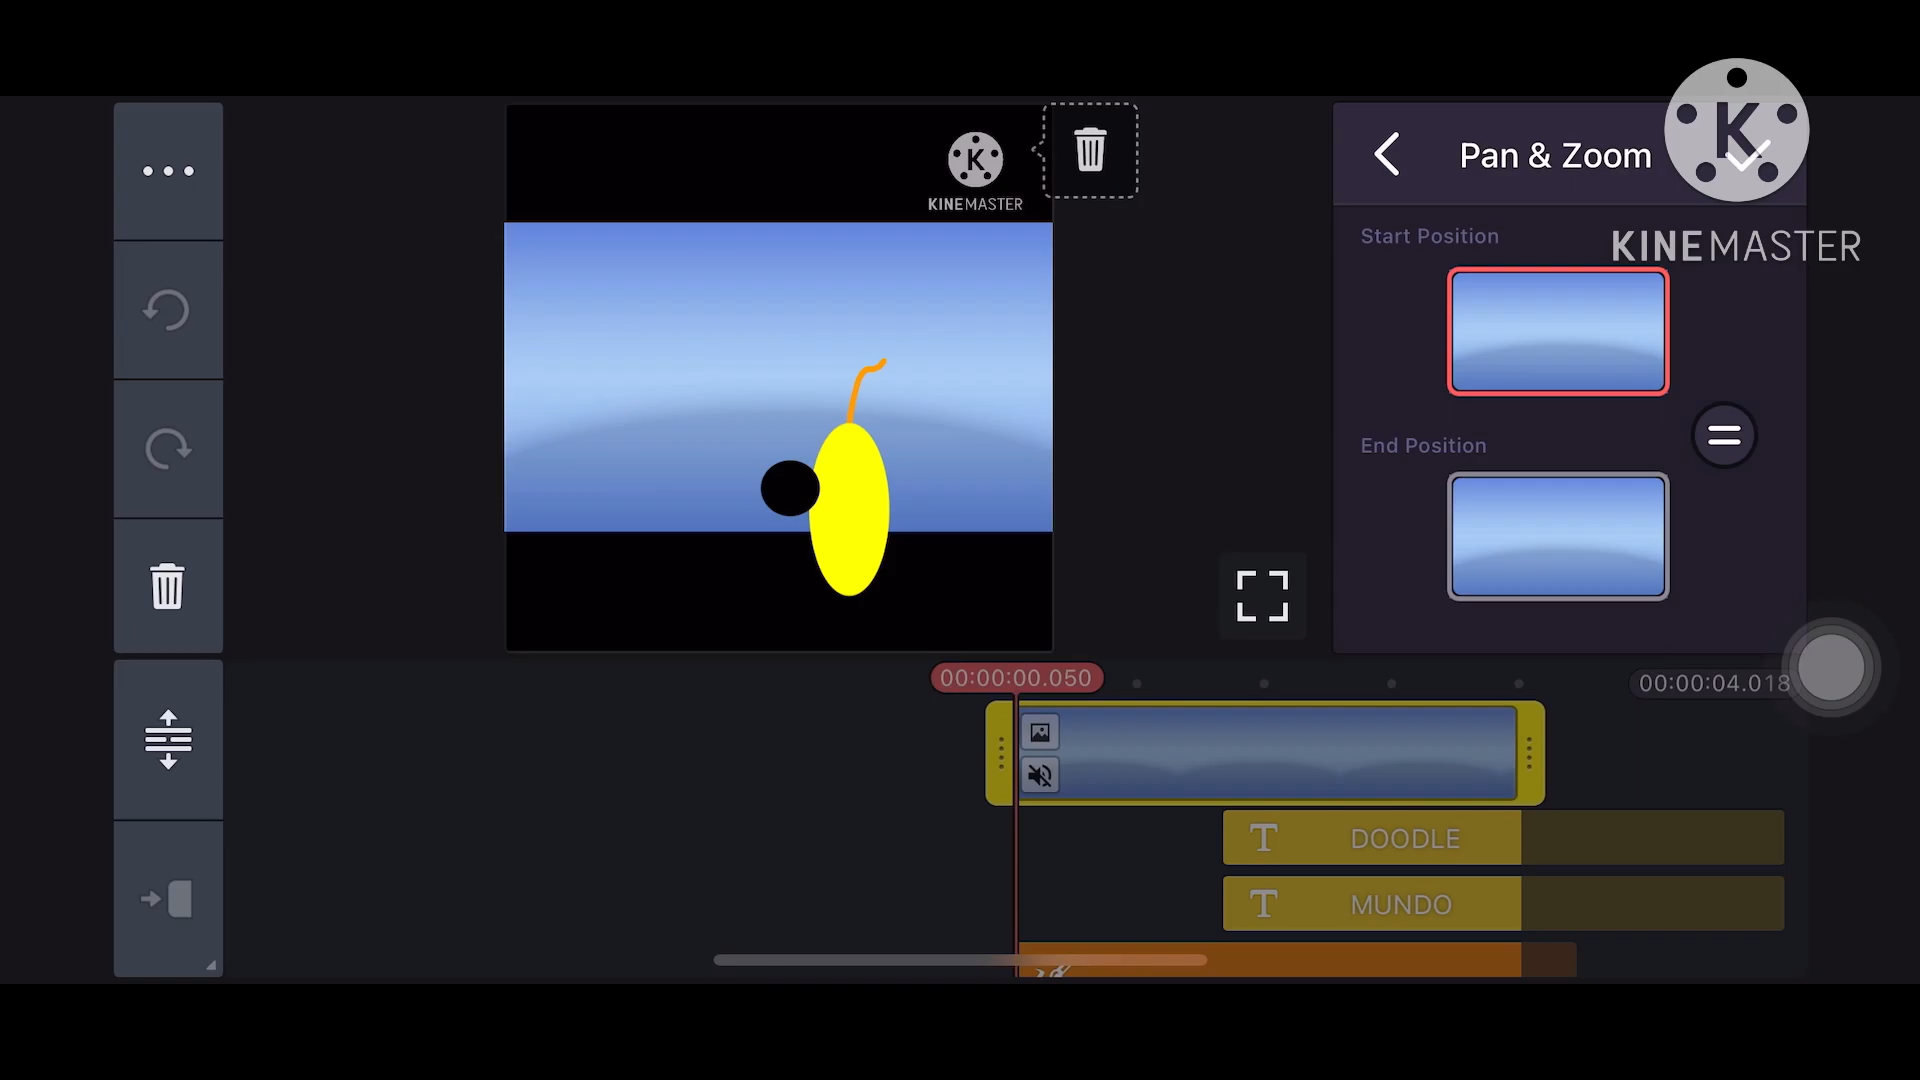 K
KINEMASTER
Pan & Zoom
K
KINEMASTER
Start Position
End Position
00:00:00.050
00:00:04.018
T DOODLE
T MUNDO